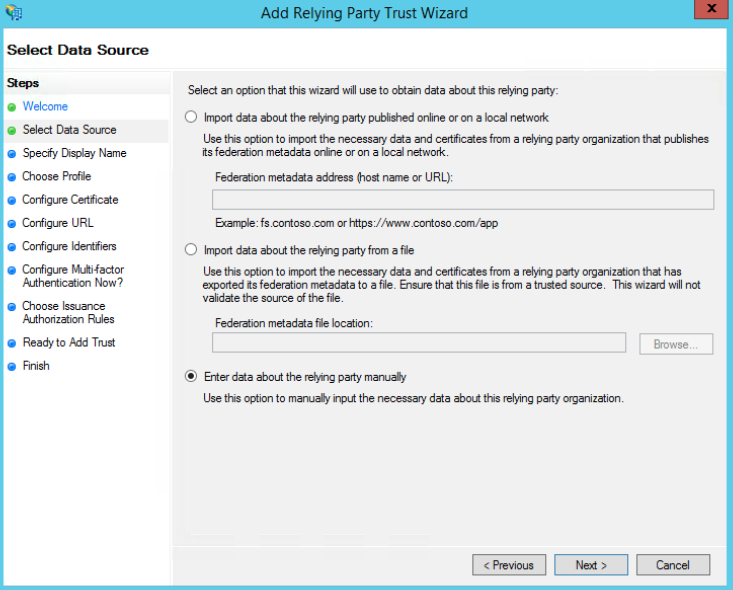 Add Relying Party Trust Wizard
X
Select Data Source
Steps
Welcome
Select Data Source
Specify Display Name
Choose Profile
Configure Certificate
Configure URL
Configure Identifiers
Configure Multi-factor
Authentication Now?
Choose Issuance
Authorization Rules
Ready to Add Trust
Finish
Select an option that this wizard will use to obtain data about this relying party:
Import data about the relying party published online or on a local network
Use this option to import the necessary data and certificates from a relying party organization that publishes
its federation metadata online or on a local network.
Federation metadata address (host name or URL):
Example: fs.contoso.com or https://www.contoso.com/app
Import data about the relying party from a file
Use this option to import the necessary data and certificates from a relying party organization that has
exported its federation metadata to a file. Ensure that this file is from a trusted source. This wizard will not
validate the source of the file.
Federation metadata file location:
Browse...
Enter data about the relying party manually
Use this option to manually input the necessary data about this relying party organization.
< Previous
Next >
Cancel